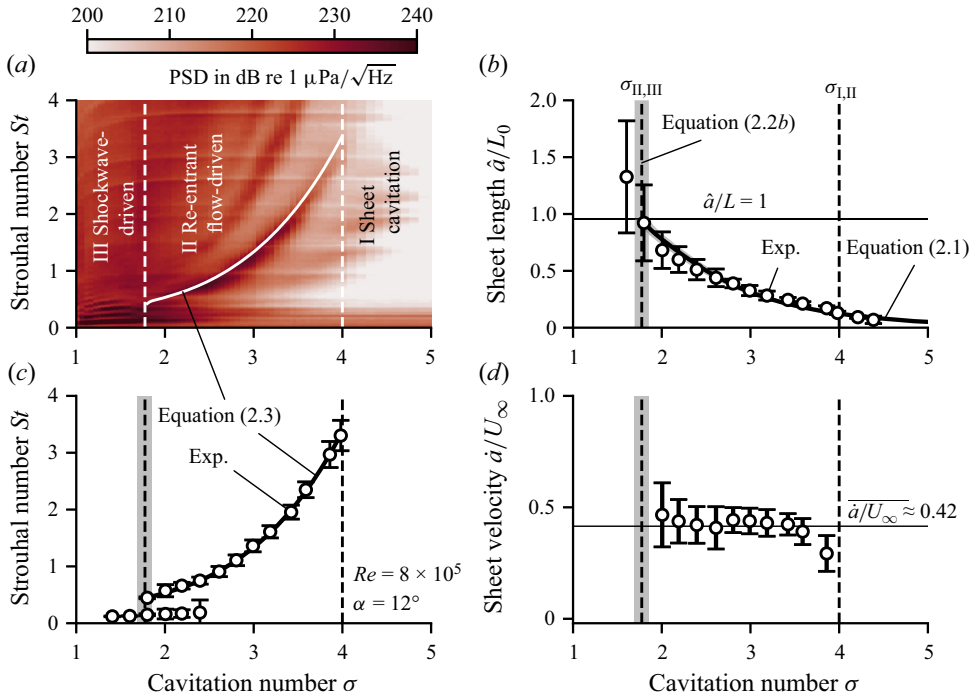 200 210 220 230 240
PSD in dB re 1 μPa/√Hz
(a)
Strouhal number St
4
3
2
1
0
1 2 3 4 5
III Shockwave-
driven
II Re-entrant
flow-driven
I Sheet
cavitation
(b)
σII,III
σI,II
Sheet length â/L0
2.0
1.5
1.0
0.5
0
1 2 3 4 5
Equation (2.2b)
â/L = 1
Exp.
Equation (2.1)
(c)
Strouhal number St
4
3
2
1
0
1 2 3 4 5
Equation (2.3)
Exp.
Re = 8 × 10⁵
α = 12°
Cavitation number σ
(d)
Sheet velocity ȧ/U∞
1.0
0.5
0
1 2 3 4 5
ȧ/U∞ ≈ 0.42
Cavitation number σ